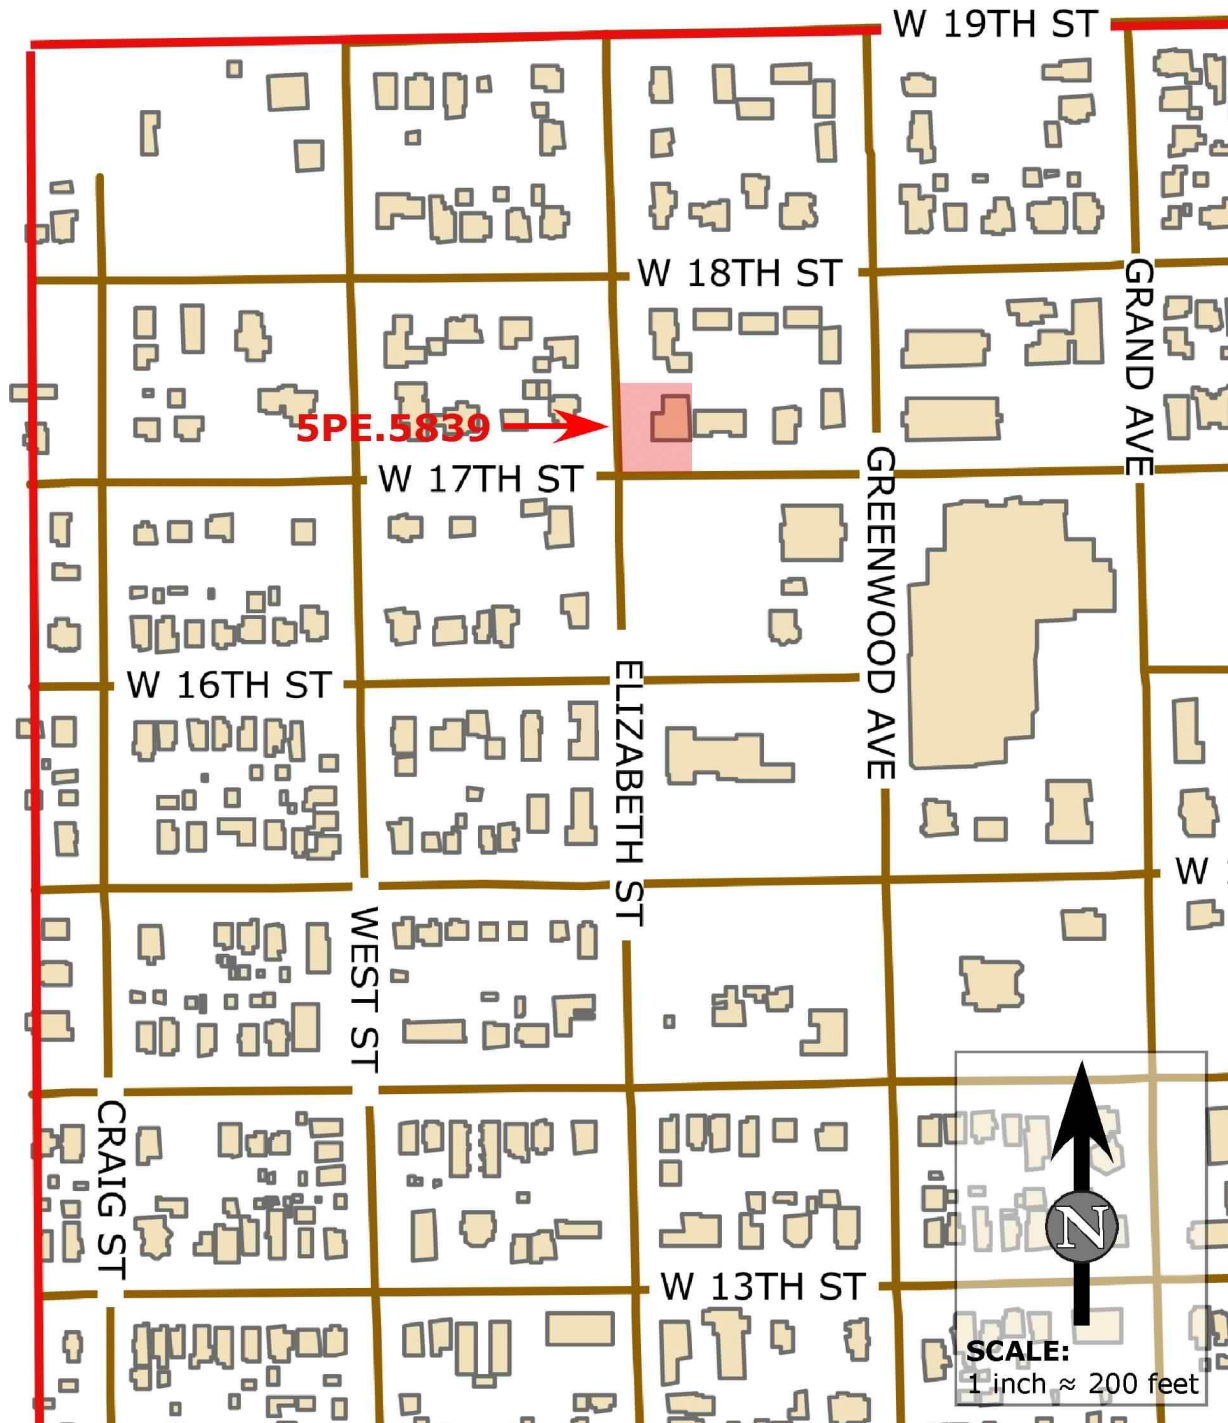 W 19TH ST
W 18TH ST
GRAND AVE
5PE.5839
W 17TH ST
GREENWOOD AVE
W 16TH ST
ELIZABETH ST
W
WEST ST
CRAIG ST
N
W 13TH ST
SCALE:
1 inch ≈ 200 feet